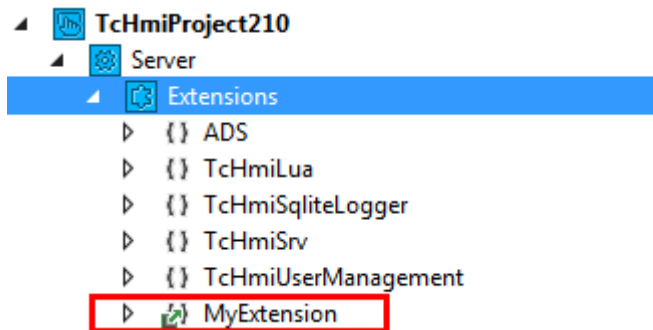 TcHmiProject210
Server
Extensions
{} ADS
{} TcHmiLua
{} TcHmiSqliteLogger
{} TcHmiSrv
{} TcHmiUserManagement
{} MyExtension